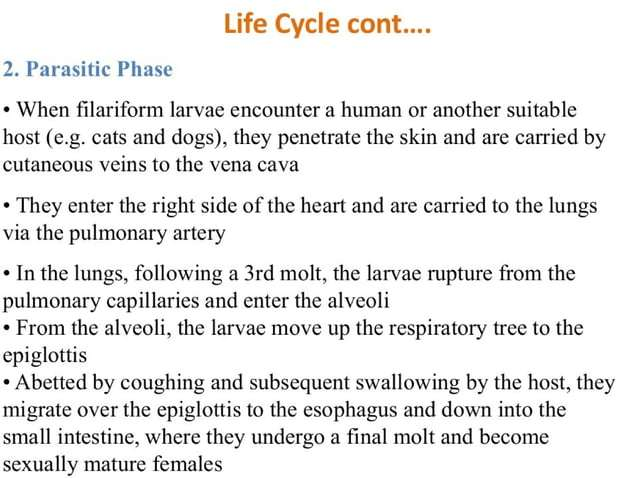 Life Cycle cont....
2. Parasitic Phase
• When filariform larvae encounter a human or another suitable
host (e.g. cats and dogs), they penetrate the skin and are carried by
cutaneous veins to the vena cava
• They enter the right side of the heart and are carried to the lungs
via the pulmonary artery
• In the lungs, following a 3rd molt, the larvae rupture from the
pulmonary capillaries and enter the alveoli
• From the alveoli, the larvae move up the respiratory tree to the
epiglottis
• Abetted by coughing and subsequent swallowing by the host, they
migrate over the epiglottis to the esophagus and down into the
small intestine, where they undergo a final molt and become
sexually mature females